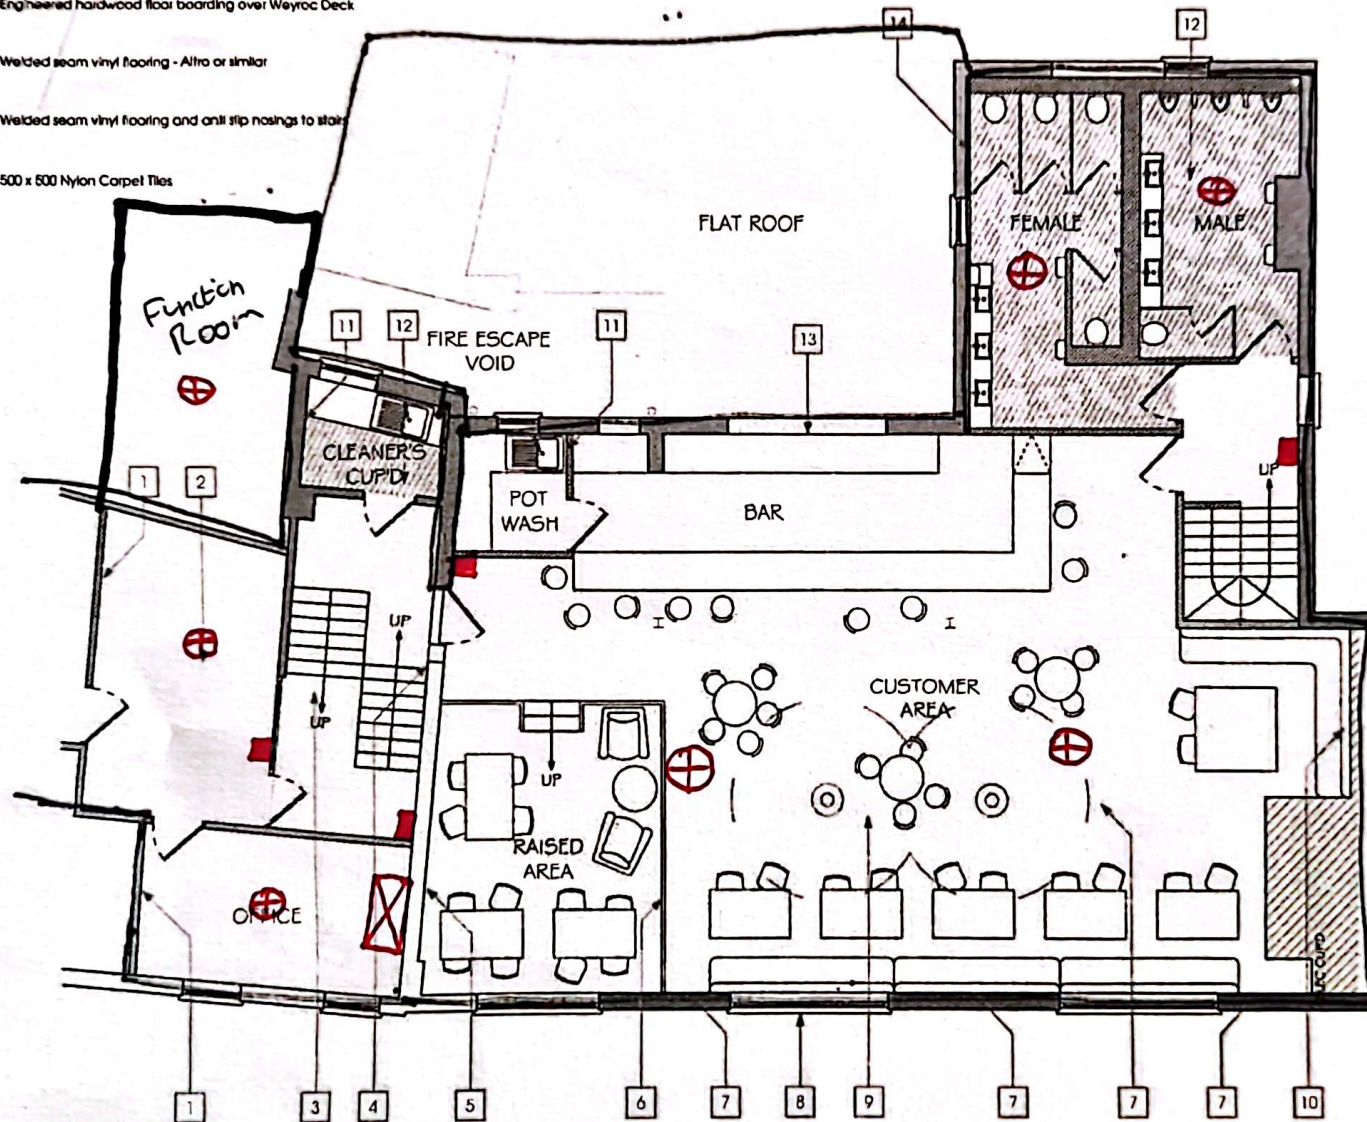 Engineered hardwood floor boarding over Weyroc Deck
Welded seam vinyl flooring - Altro or similar
Welded seam vinyl flooring and anti slip nosings to stairs
500 x 500 Nylon Carpet Tiles
14
12
FLAT ROOF
FEMALE
MALE
Function
Room
11
12
FIRE ESCAPE
VOID
11
13
CLEANER'S
CUP'D
1
2
POT
WASH
BAR
UP
UP
UP
CUSTOMER
AREA
UP
RAISED
AREA
OFFICE
1
3
4
5
6
7
8
9
7
7
7
10